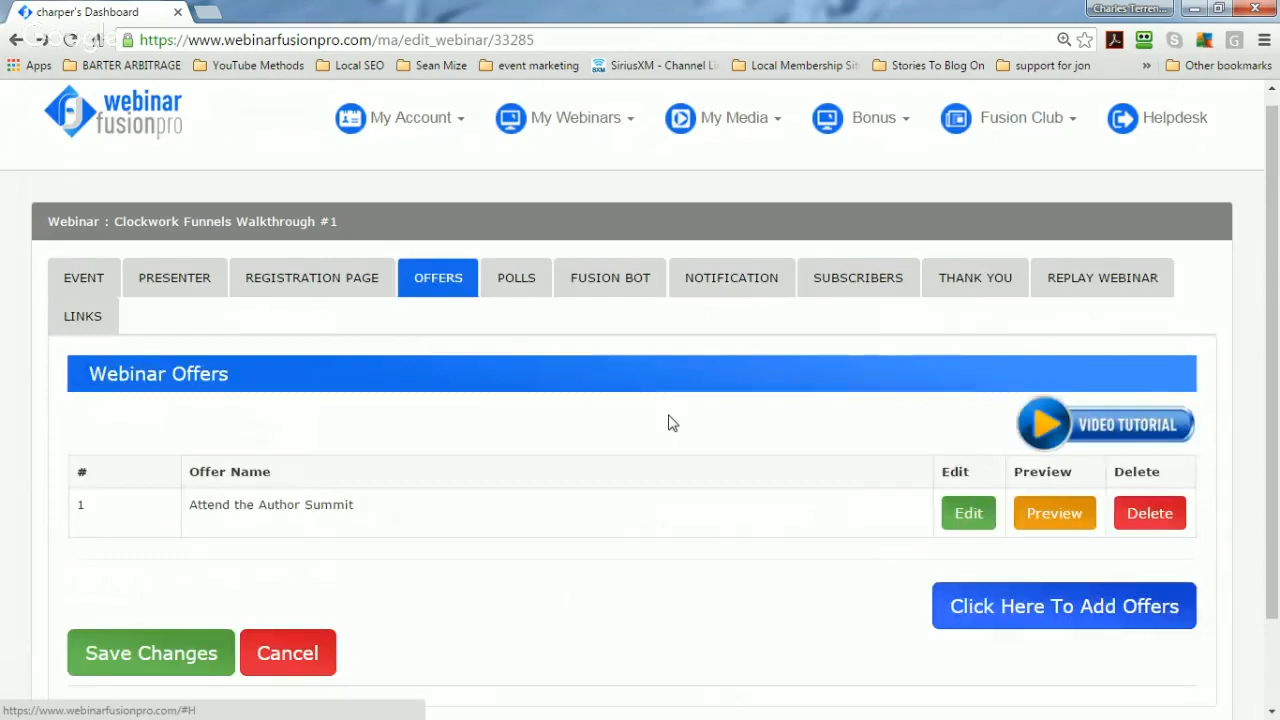 charper's Dashboard
Charles Terren...
https://www.webinarfusionpro.com/ma/edit_webinar/33285
Apps BARTER ARBITRAGE YouTube Methods Local SEO Sean Mize event marketing SiriusXM - Channel Li Local Membership Sit Stories To Blog On support for jon » Other bookmarks
webinar
fusionpro
My Account My Webinars My Media Bonus Fusion Club Helpdesk
Webinar : Clockwork Funnels Walkthrough #1
EVENT PRESENTER REGISTRATION PAGE OFFERS POLLS FUSION BOT NOTIFICATION SUBSCRIBERS THANK YOU REPLAY WEBINAR
LINKS
Webinar Offers
VIDEO TUTORIAL
# Offer Name Edit Preview Delete
1 Attend the Author Summit Edit Preview Delete
Click Here To Add Offers
Save Changes Cancel
https://www.webinarfusionpro.com/#H